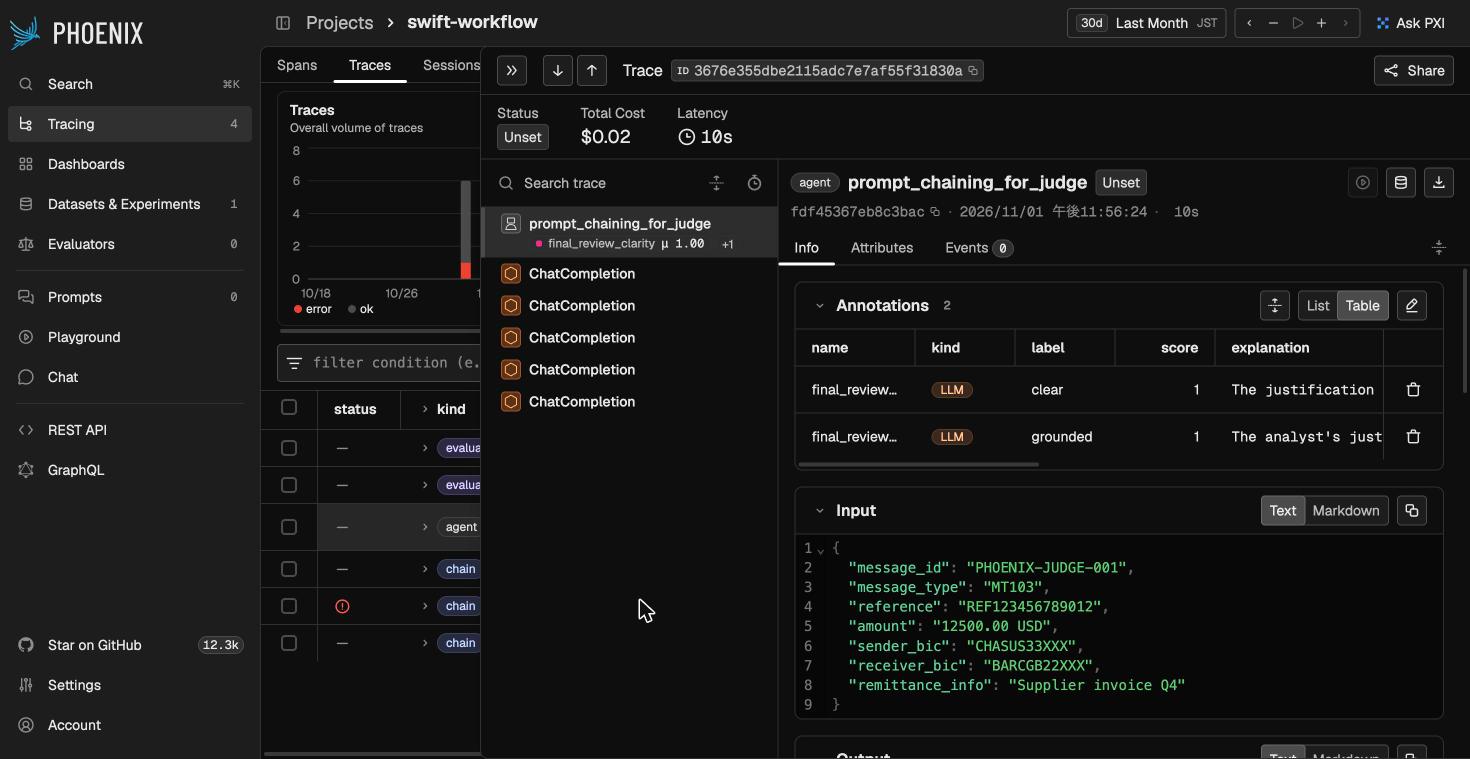 PHOENIX
Search ⌘K
Tracing 4
Dashboards
Datasets & Experiments 1
Evaluators 0
Prompts 0
Playground
Chat
REST API
GraphQL
Star on GitHub 12.3k
Settings
Account
Projects › swift-workflow
30d Last Month JST
Ask PXI
Spans Traces Sessions
Traces
Overall volume of traces
8
6
4
2
0
10/18 10/26
error ok
filter condition (e.
status kind
— evalua
— evalua
— agent
— chain
chain
— chain
Trace ID 3676e355dbe2115adc7e7af55f31830a
Share
Status Total Cost Latency
Unset $0.02 10s
Search trace
prompt_chaining_for_judge
final_review_clarity μ 1.00 +1
ChatCompletion
ChatCompletion
ChatCompletion
ChatCompletion
ChatCompletion
agent prompt_chaining_for_judge Unset
fdf45367eb8c3bac · 2026/11/01 午後11:56:24 · 10s
Info Attributes Events 0
Annotations 2
List Table
name kind label score explanation
final_review… LLM clear 1 The justification
final_review… LLM grounded 1 The analyst's just
Input
Text Markdown
1 {
2 "message_id": "PHOENIX-JUDGE-001",
3 "message_type": "MT103",
4 "reference": "REF123456789012",
5 "amount": "12500.00 USD",
6 "sender_bic": "CHASUS33XXX",
7 "receiver_bic": "BARCGB22XXX",
8 "remittance_info": "Supplier invoice Q4"
9 }
Output
Text Markdown